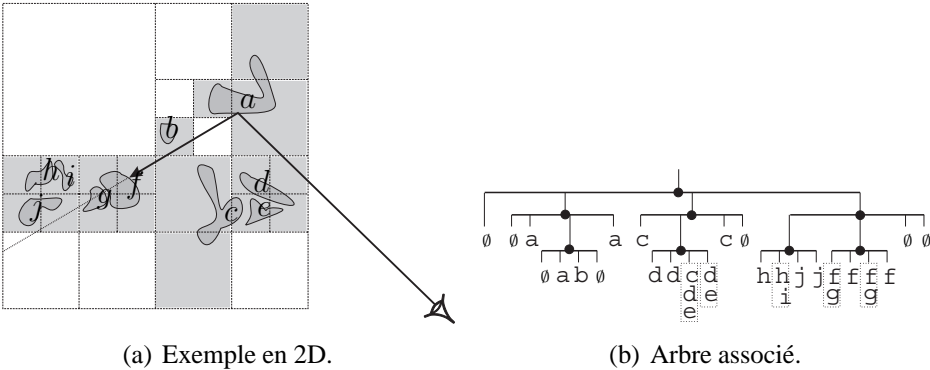 a
b
h i f d
g
j c e
∅ ∅ a a c c ∅ ∅ ∅
∅ a b ∅ d d c d h h j j f f f f
d e i g g
e
(a) Exemple en 2D. (b) Arbre associé.